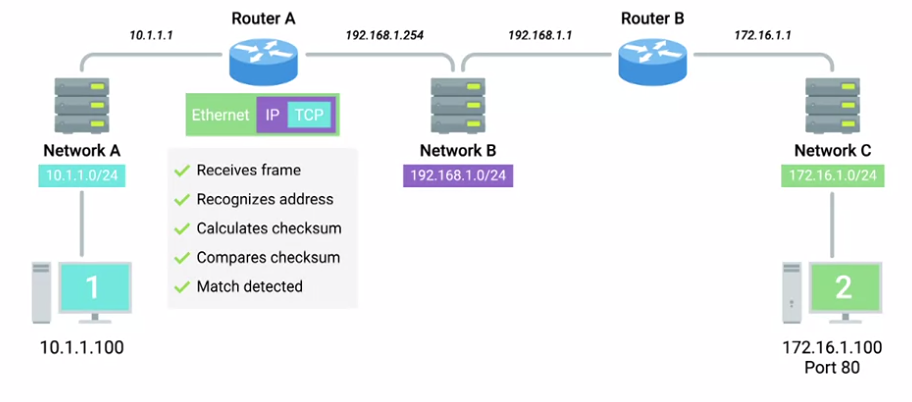 Router A
Router B
10.1.1.1
192.168.1.254
192.168.1.1
172.16.1.1
Ethernet IP TCP
Network A
10.1.1.0/24
Receives frame
Recognizes address
Calculates checksum
Compares checksum
Match detected
Network B
192.168.1.0/24
Network C
172.16.1.0/24
1
2
10.1.1.100
172.16.1.100
Port 80